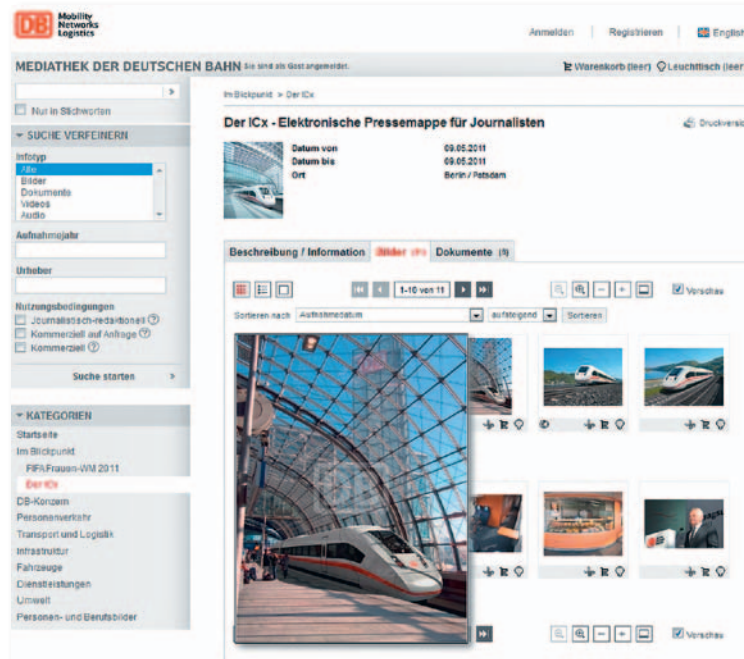 DB
Mobility
Networks
Logistics
Anmelden
Registrieren
English
MEDIATHEK DER DEUTSCHEN BAHN Sie sind als Gast angemeldet.
Warenkorb (leer)
Leuchttisch (leer
Nur in Stichworten
SUCHE VERFEINERN
Infotyp
Alle
Bilder
Dokumente
Videos
Audio
Aufnahmejahr
Urheber
Nutzungsbedingungen
Journalistisch-redaktionell
Kommerziell auf Anfrage
Kommerziell
Suche starten
KATEGORIEN
Startseite
Im Blickpunkt
FIFA Frauen-WM 2011
Der ICx
DB-Konzern
Personenverkehr
Transport und Logistik
Infrastruktur
Fahrzeuge
Dienstleistungen
Umwelt
Personen- und Berufsbilder
Im Blickpunkt > Der ICx
Der ICx - Elektronische Pressemappe für Journalisten
Druckversio
Datum von 09.05.2011
Datum bis 09.05.2011
Ort Berlin / Potsdam
Beschreibung / Information
Bilder
Dokumente
1-10 von 11
Vorschau
Sortieren nach Aufnahmedatum aufsteigend Sortieren
DB
Vorschau